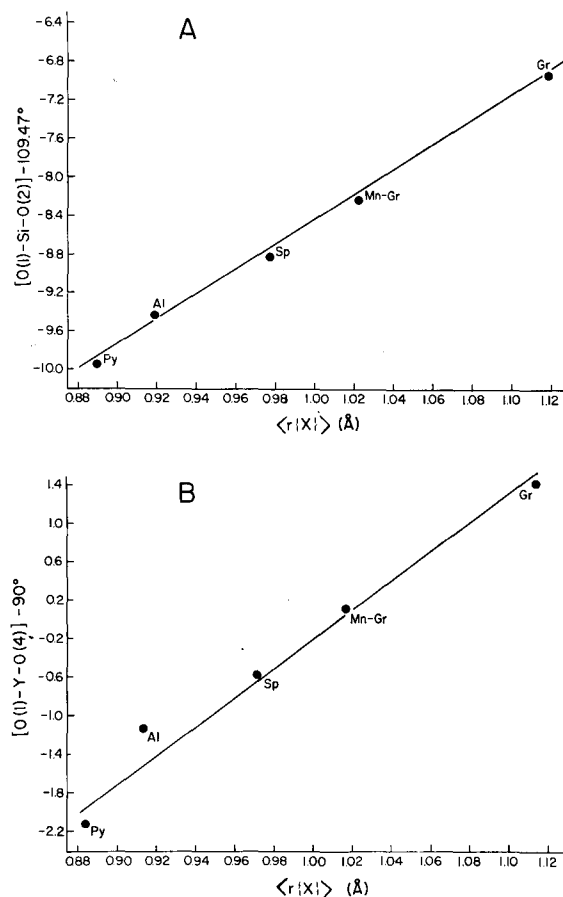 A
[O(1)-Si-O(2)]-109.47°
-6.4
-6.8
-7.2
-7.6
-8.0
-8.4
-8.8
-9.2
-9.6
-10.0
Gr
Mn-Gr
Sp
Al
Py
0.88 0.90 0.92 0.94 0.96 0.98 1.00 1.02 1.04 1.06 1.08 1.10 1.12
⟨r{X}⟩ (Å)
B
[O(1)-Y-O(4)]-90°
1.4
1.0
0.6
0.2
-0.2
-0.6
-1.0
-1.4
-1.8
-2.2
Gr
Mn-Gr
Sp
Al
Py
0.88 0.90 0.92 0.94 0.96 0.98 1.00 1.02 1.04 1.06 1.08 1.10 1.12
⟨r{X}⟩ (Å)